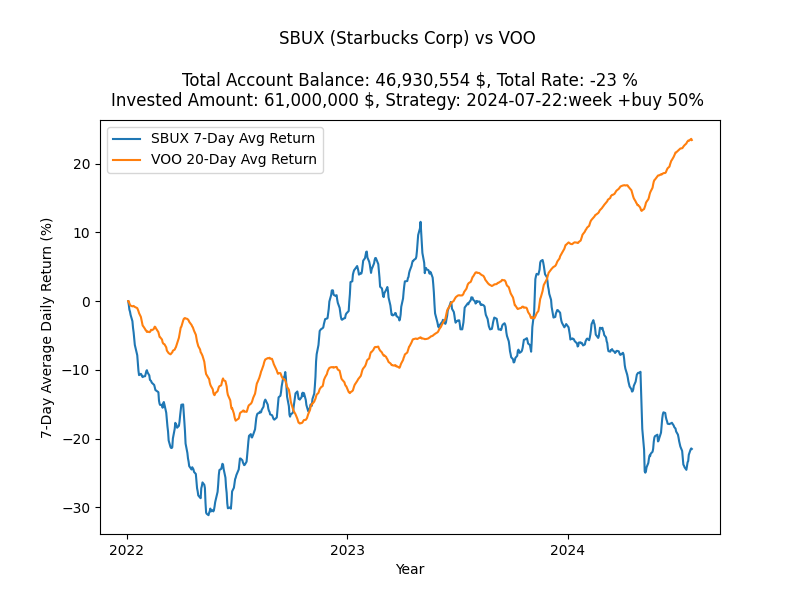 SBUX (Starbucks Corp) vs VOO
Total Account Balance: 46,930,554 $, Total Rate: -23 %
Invested Amount: 61,000,000 $, Strategy: 2024-07-22:week +buy 50%
SBUX 7-Day Avg Return
VOO 20-Day Avg Return
7-Day Average Daily Return (%)
20
10
0
−10
−20
−30
2022
2023
2024
Year